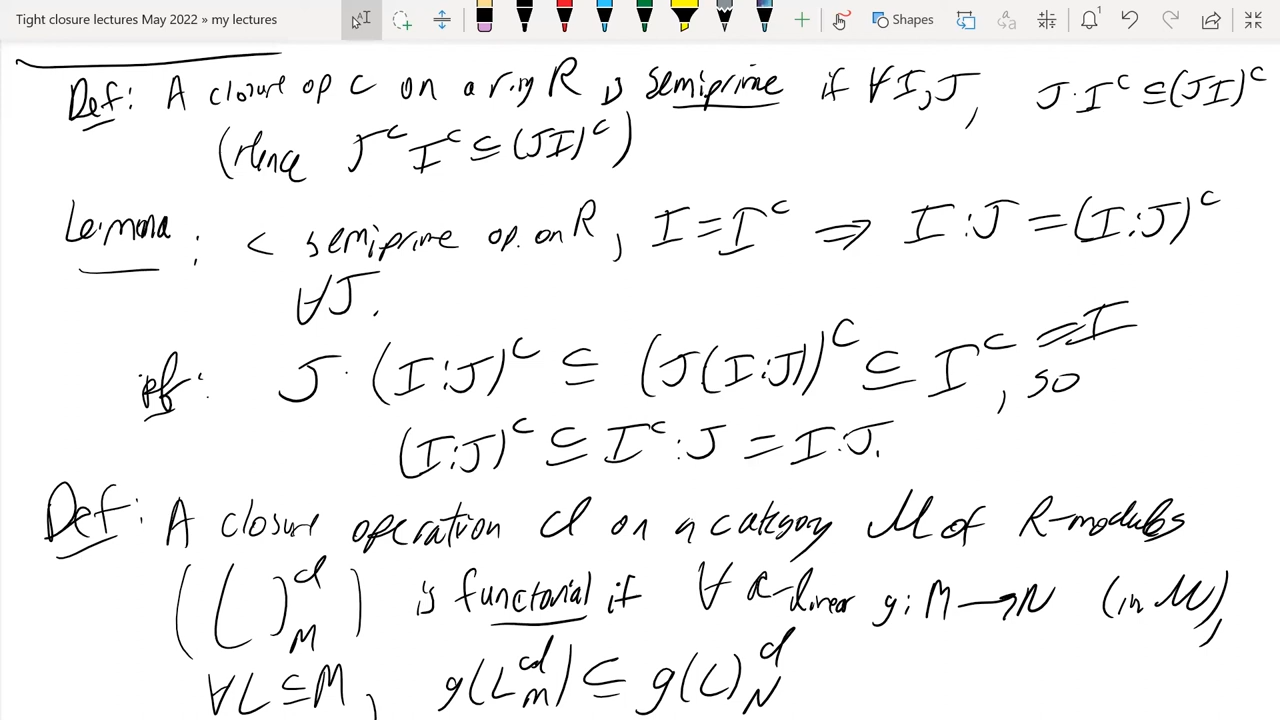 Tight closure lectures May 2022 » my lectures
Shapes
Def: A closure op c on a ring R is semiprime if ∀I,J, J·I^c ⊆ (JI)^c
(Hence J^c I^c ⊆ (JI)^c)
Lemma: c semiprime op. on R, I = I^c ⇒ I:J = (I:J)^c
∀J.
pf: J·(I:J)^c ⊆ (J(I:J))^c ⊆ I^c = I, so
(I:J)^c ⊆ I^c:J = I:J.
Def: A closure operation cl on a category M of R-modules
(( )^cl_M) is functorial if ∀ R-linear g: M → N (in M),
∀L ⊆ M, g(L^cl_M) ⊆ g(L)^cl_N